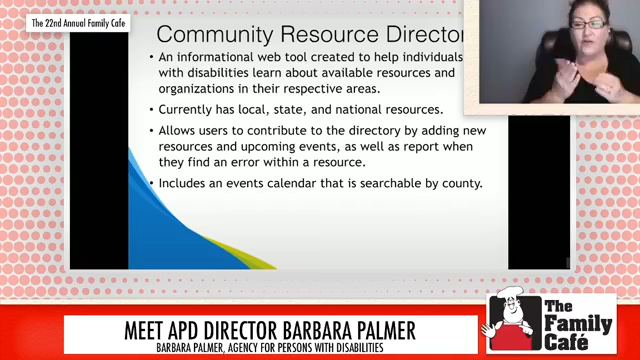 The 22nd Annual Family Cafe
Community Resource Director
• An informational web tool created to help individuals
with disabilities learn about available resources and
organizations in their respective areas.
• Currently has local, state, and national resources.
• Allows users to contribute to the directory by adding new
resources and upcoming events, as well as report when
they find an error within a resource.
• Includes an events calendar that is searchable by county.
MEET APD DIRECTOR BARBARA PALMER
BARBARA PALMER, AGENCY FOR PERSONS WITH DISABILITIES
The
Family
Café